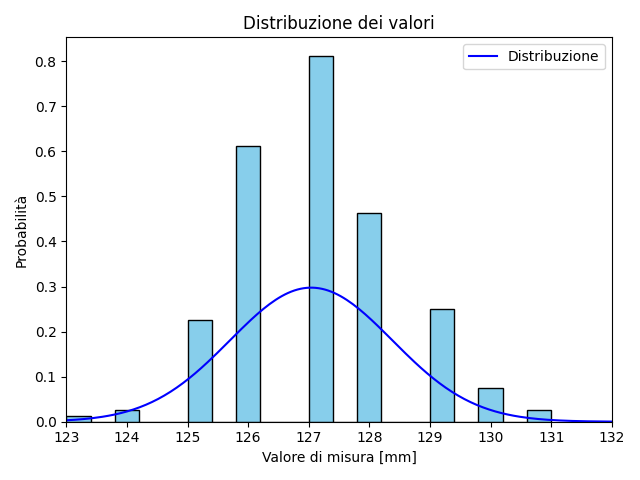 Distribuzione dei valori
Distribuzione
Probabilità
0.8
0.7
0.6
0.5
0.4
0.3
0.2
0.1
0.0
123 124 125 126 127 128 129 130 131 132
Valore di misura [mm]